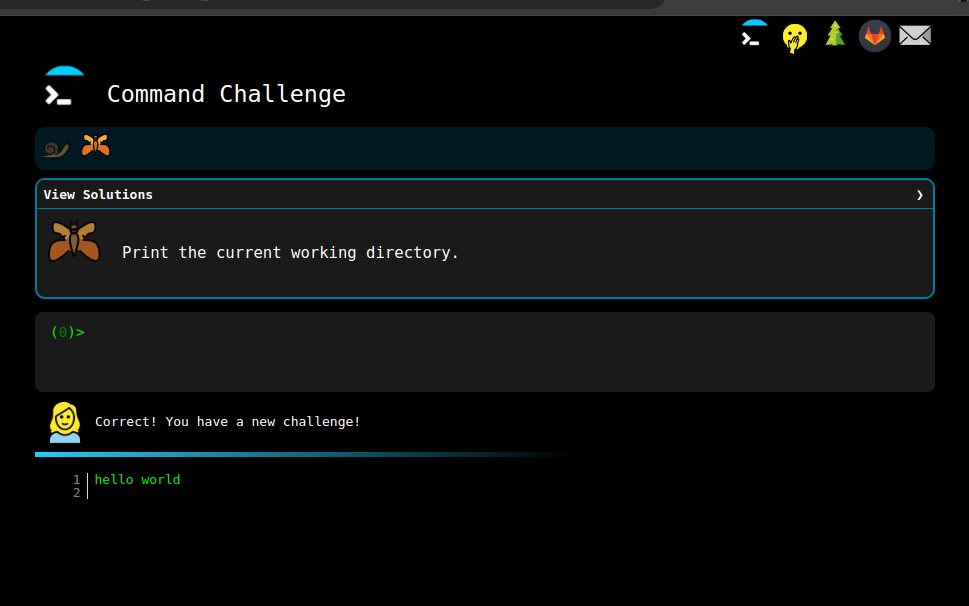 Command Challenge
View Solutions ❯
Print the current working directory.
(0)>
Correct! You have a new challenge!
1 hello world
2